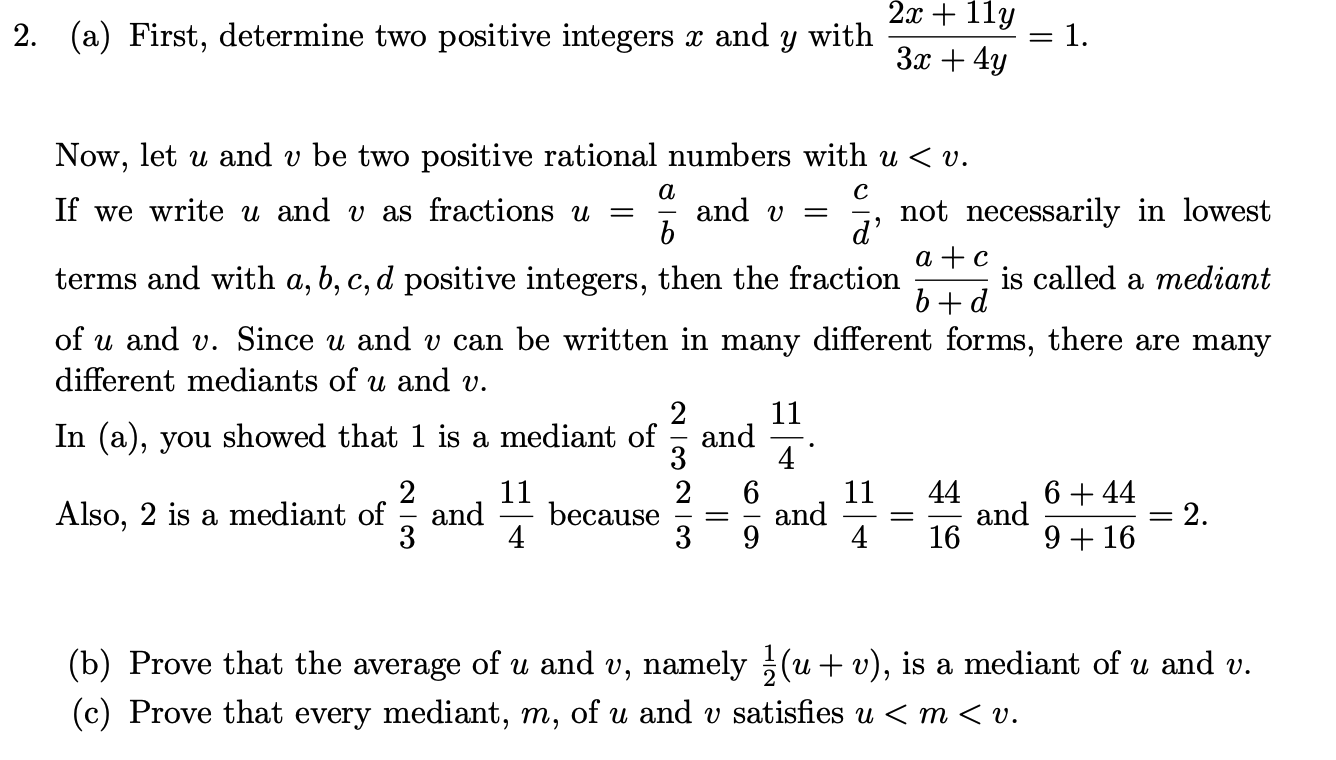 2. (a) First, determine two positive integers x and y with \frac{2x + 11y}{3x + 4y} = 1.
Now, let u and v be two positive rational numbers with u < v.
If we write u and v as fractions u = \frac{a}{b} and v = \frac{c}{d}, not necessarily in lowest
terms and with a, b, c, d positive integers, then the fraction \frac{a + c}{b + d} is called a mediant
of u and v. Since u and v can be written in many different forms, there are many
different mediants of u and v.
In (a), you showed that 1 is a mediant of \frac{2}{3} and \frac{11}{4}.
Also, 2 is a mediant of \frac{2}{3} and \frac{11}{4} because \frac{2}{3} = \frac{6}{9} and \frac{11}{4} = \frac{44}{16} and \frac{6 + 44}{9 + 16} = 2.
(b) Prove that the average of u and v, namely \frac{1}{2}(u + v), is a mediant of u and v.
(c) Prove that every mediant, m, of u and v satisfies u < m < v.